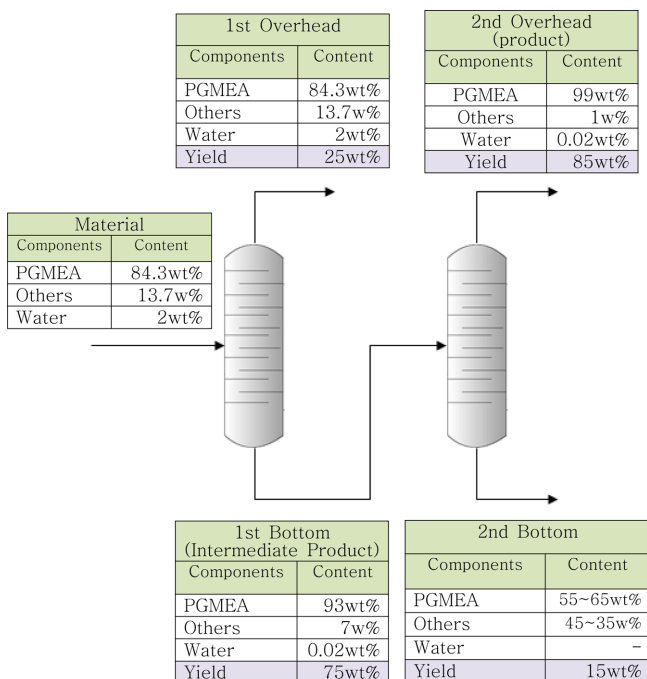 1st Overhead
Components Content
PGMEA 84.3wt%
Others 13.7wt%
Water 2wt%
Yield 25wt%
2nd Overhead
(product)
Components Content
PGMEA 99wt%
Others 1w%
Water 0.02wt%
Yield 85wt%
Material
Components Content
PGMEA 84.3wt%
Others 13.7w%
Water 2wt%
1st Bottom
(Intermediate Product)
Components Content
PGMEA 93wt%
Others 7w%
Water 0.02wt%
Yield 75wt%
2nd Bottom
Components Content
PGMEA 55~65wt%
Others 45~35w%
Water -
Yield 15wt%